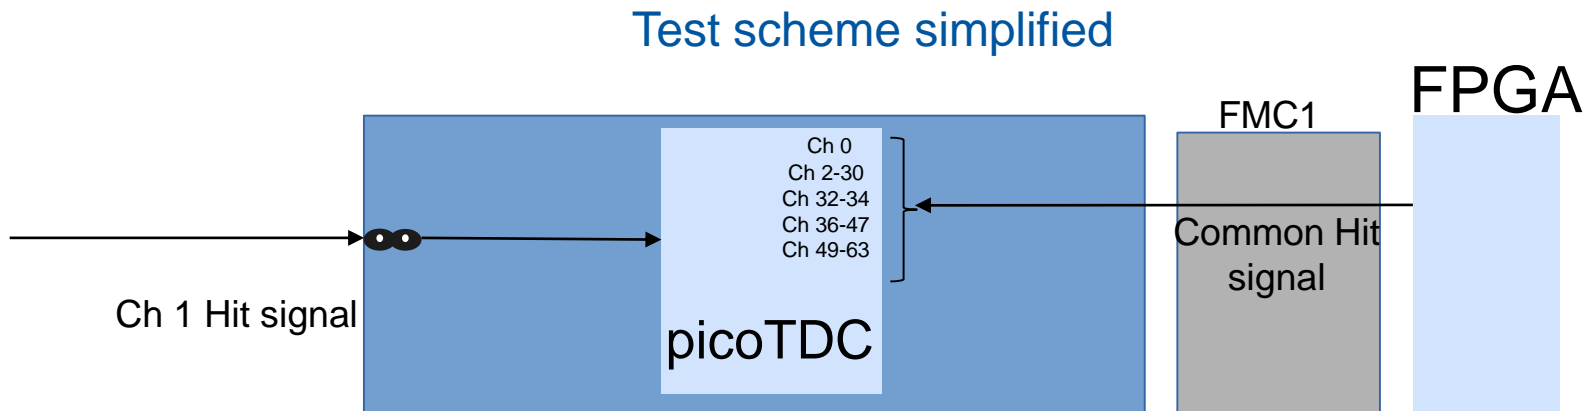 Test scheme simplified
FPGA
FMC1
Ch 0
Ch 2-30
Ch 32-34
Ch 36-47
Ch 49-63
Common Hit
signal
Ch 1 Hit signal
picoTDC